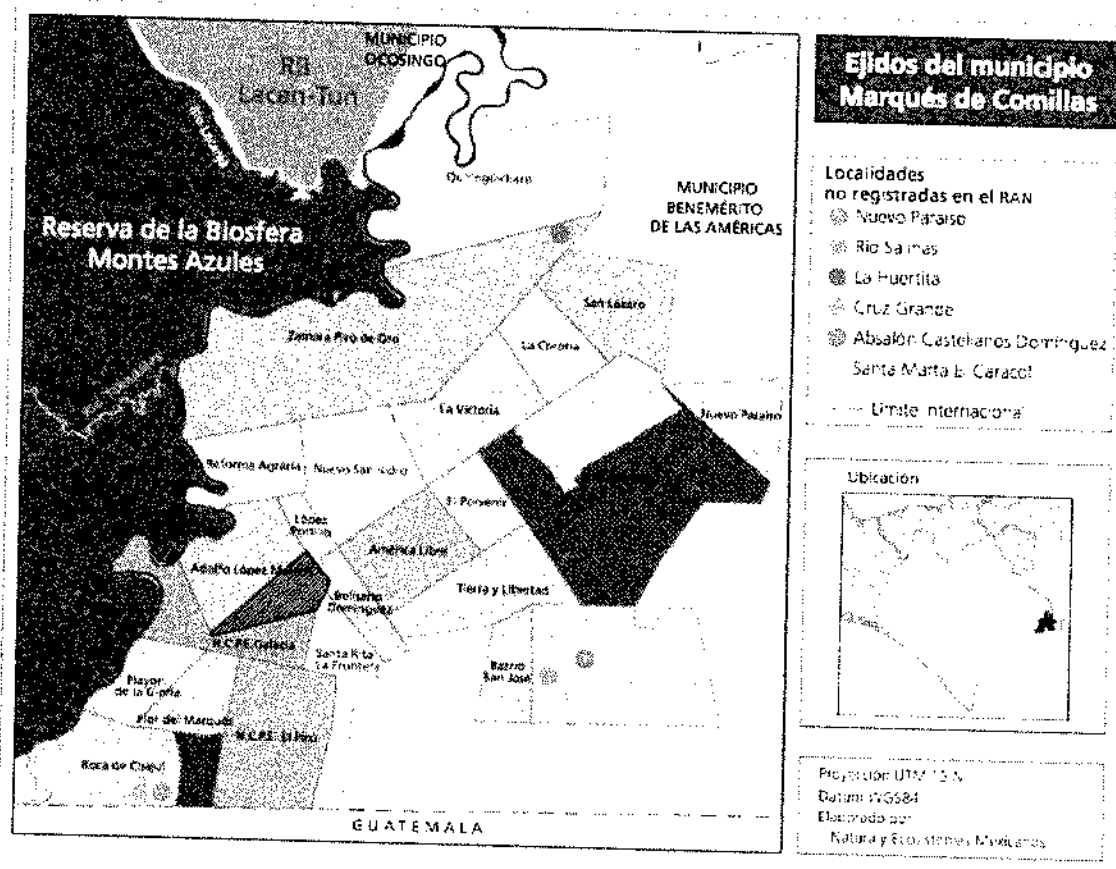 MUNICIPIO
OCOSINGO
RB
Lacan-Tun
Reserva de la Biosfera
Montes Azules
MUNICIPIO
BENEMÉRITO
DE LAS AMÉRICAS
San Lázaro
Zamora Pico de Oro
La Corona
La Victoria
Nuevo Paraíso
Reforma Agraria
Nuevo San Isidro
El Porvenir
López
Portillo
América Libre
Adolfo López Mateos
Belisario
Domínguez
Tierra y Libertad
N.C.P.E. Galacia
Santa Rita
La Frontera
Barrio
San José
Playón
de la Gloria
Flor del Marqués
N.C.P.E. El Pirú
Boca de Chajul
GUATEMALA
Ejidos del municipio
Marqués de Comillas
Localidades
no registradas en el RAN
Nuevo Paraíso
Río Salinas
La Huertita
Cruz Grande
Absalón Castellanos Domínguez
Santa Marta El Caracol
Límite internacional
Ubicación
Proyección UTM 15 N
Datum WGS84
Elaborado por
Natura y Ecosistemas Mexicanos